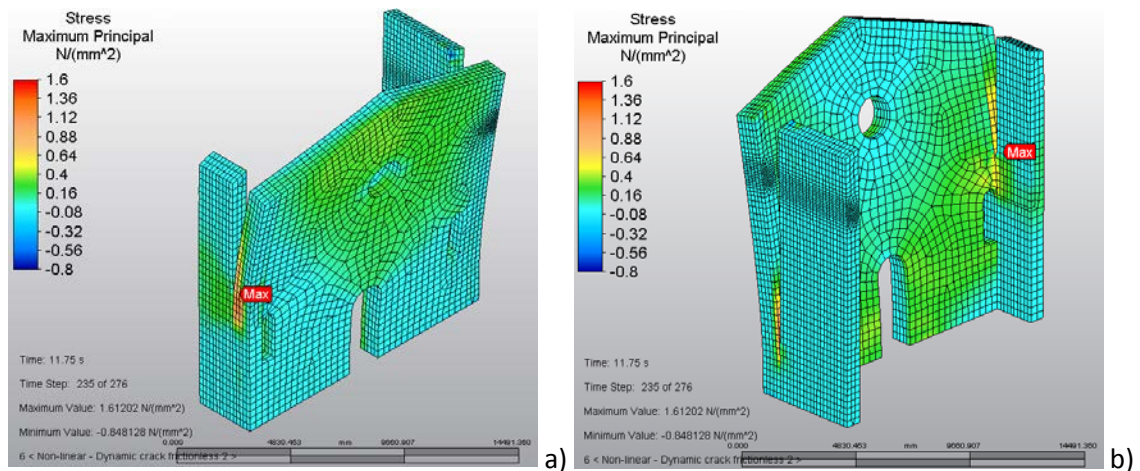 Stress
Maximum Principal
N/(mm^2)
1.6
1.36
1.12
0.88
0.64
0.4
0.16
-0.08
-0.32
-0.56
-0.8
Max
Time: 11.75 s
Time Step: 235 of 276
Maximum Value: 1.61202 N/(mm^2)
Minimum Value: -0.848128 N/(mm^2)
0.000 4830.453 mm 9660.907 14491.360
6 < Non-linear - Dynamic crack frictionless 2 >
a)
Stress
Maximum Principal
N/(mm^2)
1.6
1.36
1.12
0.88
0.64
0.4
0.16
-0.08
-0.32
-0.56
-0.8
Max
Time: 11.75 s
Time Step: 235 of 276
Maximum Value: 1.61202 N/(mm^2)
Minimum Value: -0.848128 N/(mm^2)
0.000 4830.453 mm 9660.907 14491.360
6 < Non-linear - Dynamic crack frictionless 2 >
b)